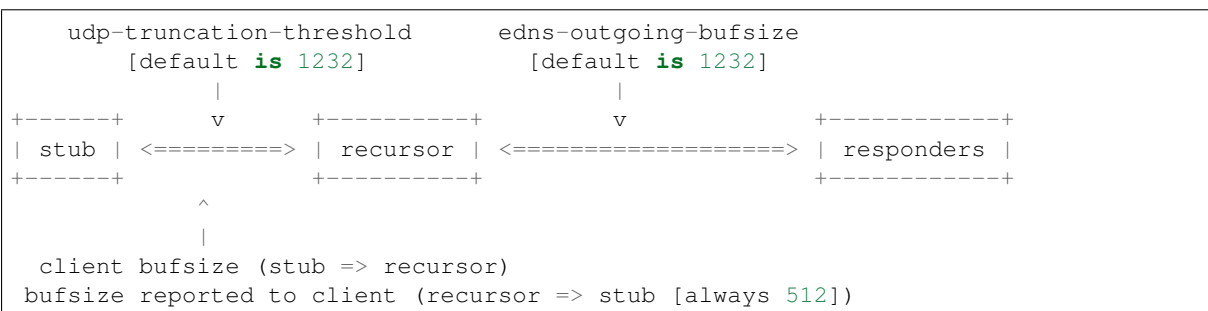 udp-truncation-threshold      edns-outgoing-bufsize
        [default is 1232]           [default is 1232]
              |                           |
+------+      v      +----------+         v             +------------+
| stub | <=========> | recursor | <===================> | responders |
+------+             +----------+                       +------------+
             ^
             |
  client bufsize (stub => recursor)
 bufsize reported to client (recursor => stub [always 512])